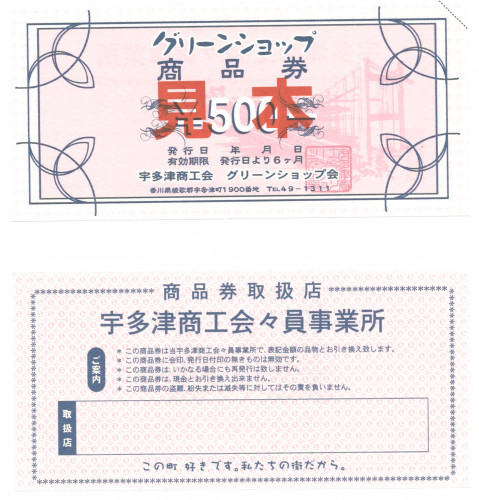 グリーンショップ
商品券
見本
¥500
発行日　年　月　日
有効期限　発行日より6ヶ月
宇多津商工会　グリーンショップ会
香川県綾歌郡宇多津町1900番地　TEL49-1311
商品券取扱店
宇多津商工会々員事業所
ご案内
＊この商品券は当宇多津商工会々員事業所で、表記金額の品物とお引き換え致します。
＊この商品券に会印、発行日付印の無きものは無効です。
＊この商品券は、いかなる場合にも再発行は致しません。
＊この商品券は、現金とお引き換え出来ません。
＊この商品券の盗難、紛失または滅失等に対してはその責を負いません。
取扱店
この町 好きです。私たちの街だから。